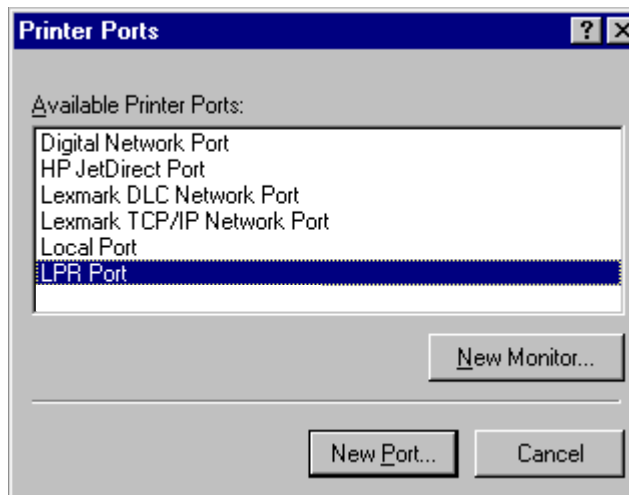 Printer Ports
Available Printer Ports:
Digital Network Port
HP JetDirect Port
Lexmark DLC Network Port
Lexmark TCP/IP Network Port
Local Port
LPR Port
New Monitor...
New Port...
Cancel